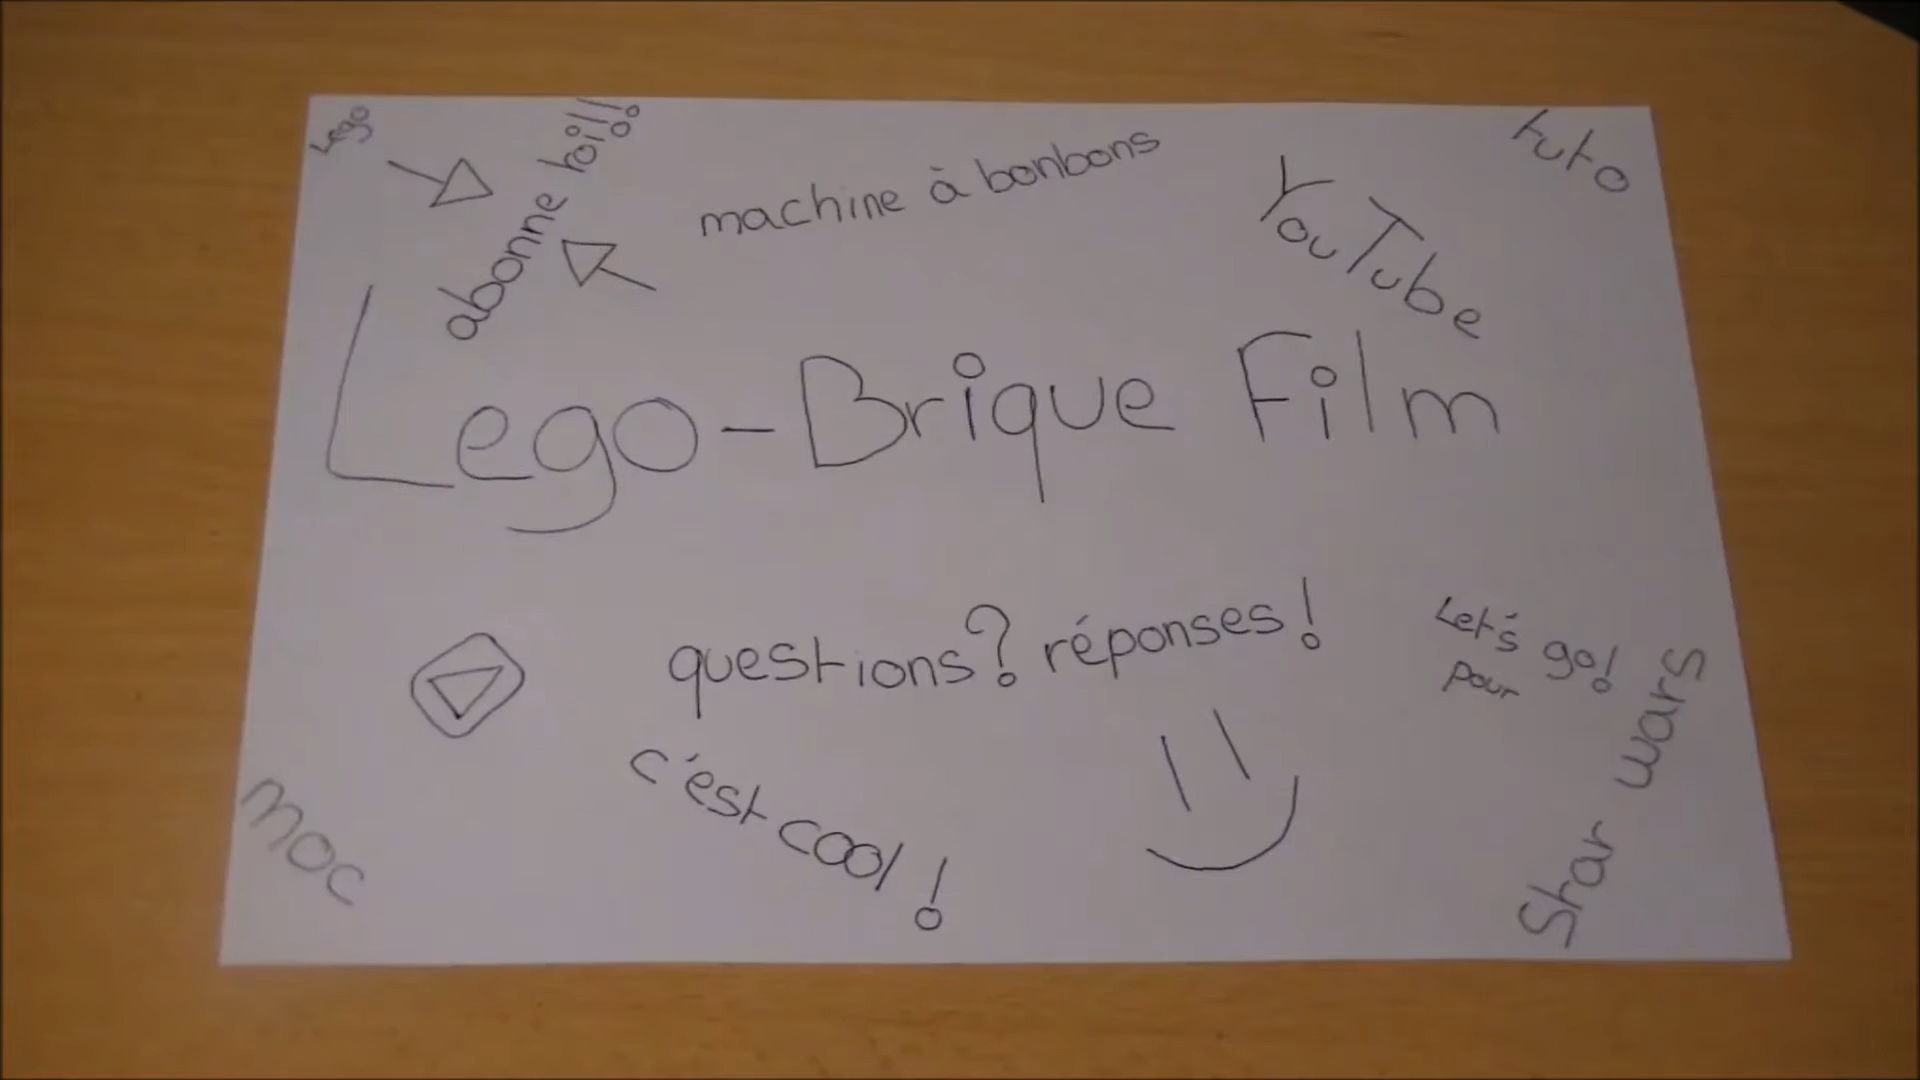 Lego
abonne toi!!
machine à bonbons
YouTube
tuto
Lego-Brique Film
questions? réponses!
Let's go!
pour
Star wars
c'est cool!
moc